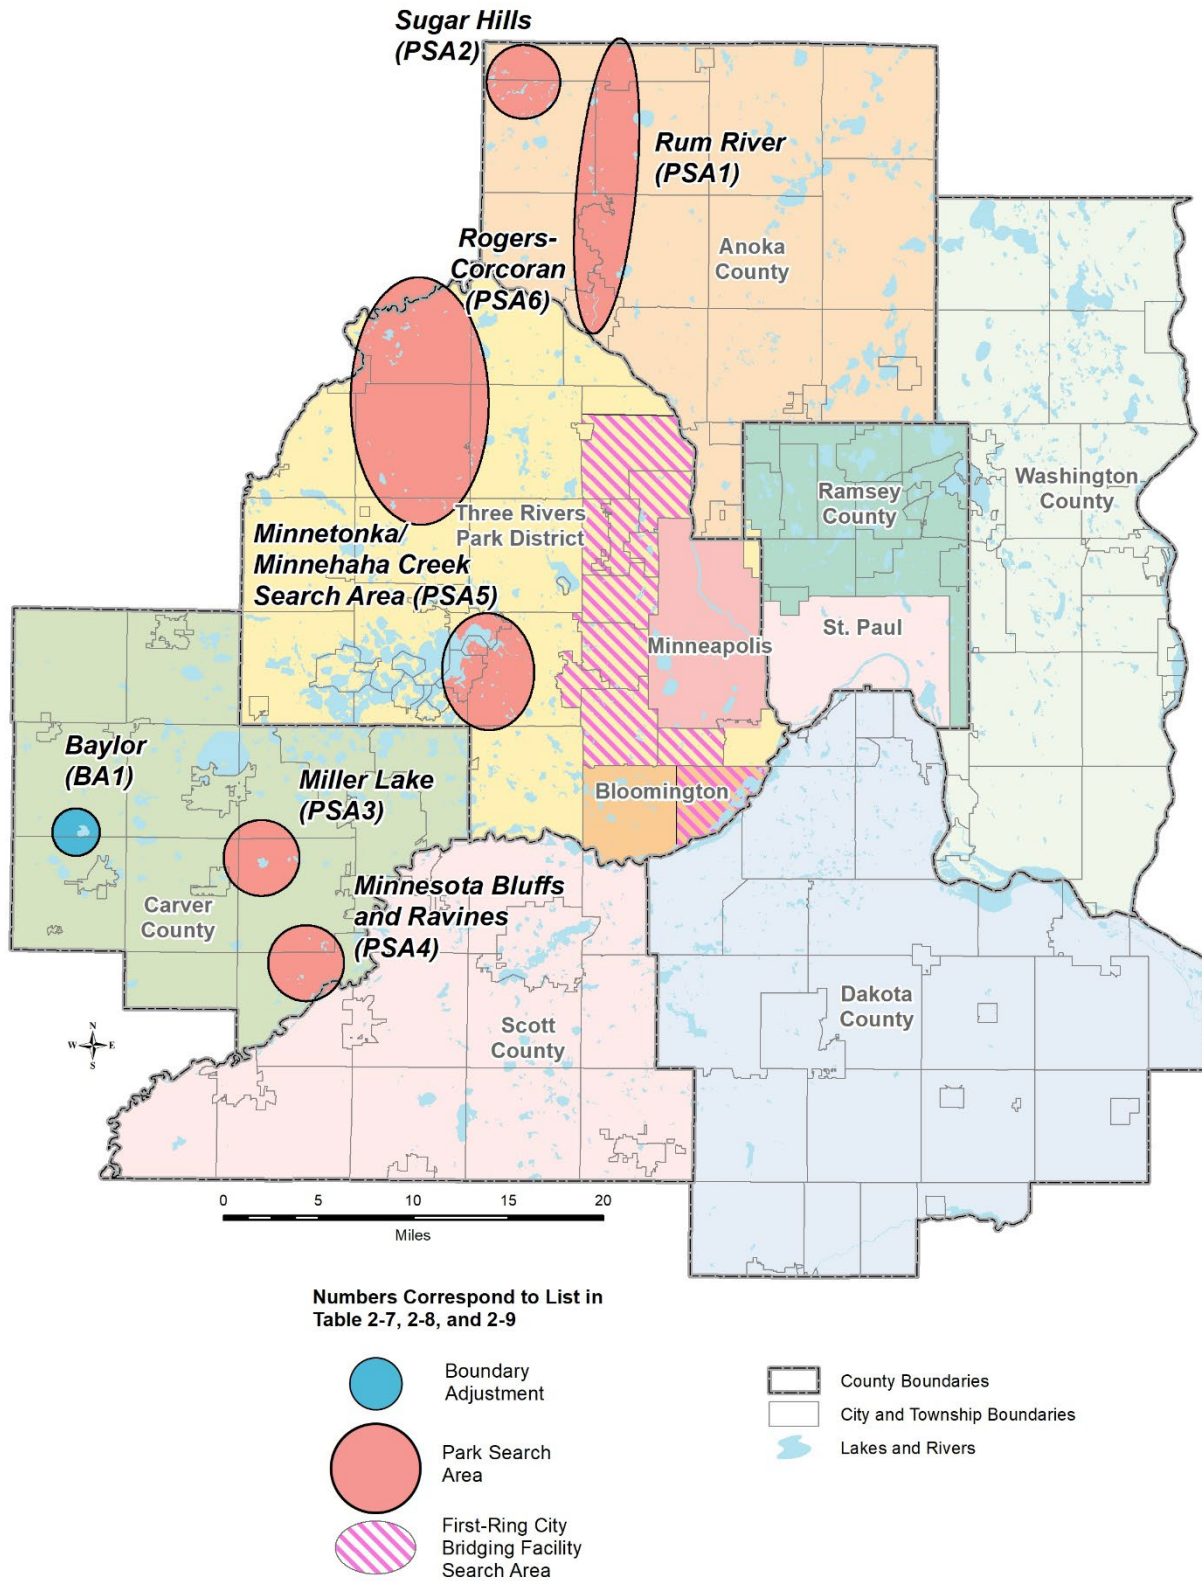 Sugar Hills
(PSA2)
Rum River
(PSA1)
Rogers-
Corcoran
(PSA6)
Anoka
County
Washington
County
Ramsey
County
Three Rivers
Park District
Minnetonka/
Minnehaha Creek
Search Area (PSA5)
Minneapolis
St. Paul
Baylor
(BA1)
Miller Lake
(PSA3)
Bloomington
Minnesota Bluffs
and Ravines
(PSA4)
Carver
County
Scott
County
Dakota
County
N
W E
S
0 5 10 15 20
Miles
Numbers Correspond to List in
Table 2-7, 2-8, and 2-9
Boundary
Adjustment
Park Search
Area
First-Ring City
Bridging Facility
Search Area
County Boundaries
City and Township Boundaries
Lakes and Rivers